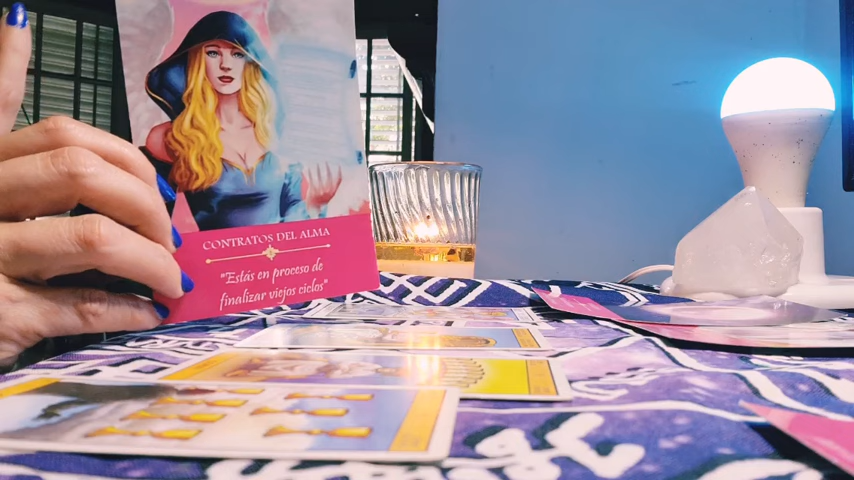 CONTRATOS DEL ALMA
"Estás en proceso de
finalizar viejos ciclos"